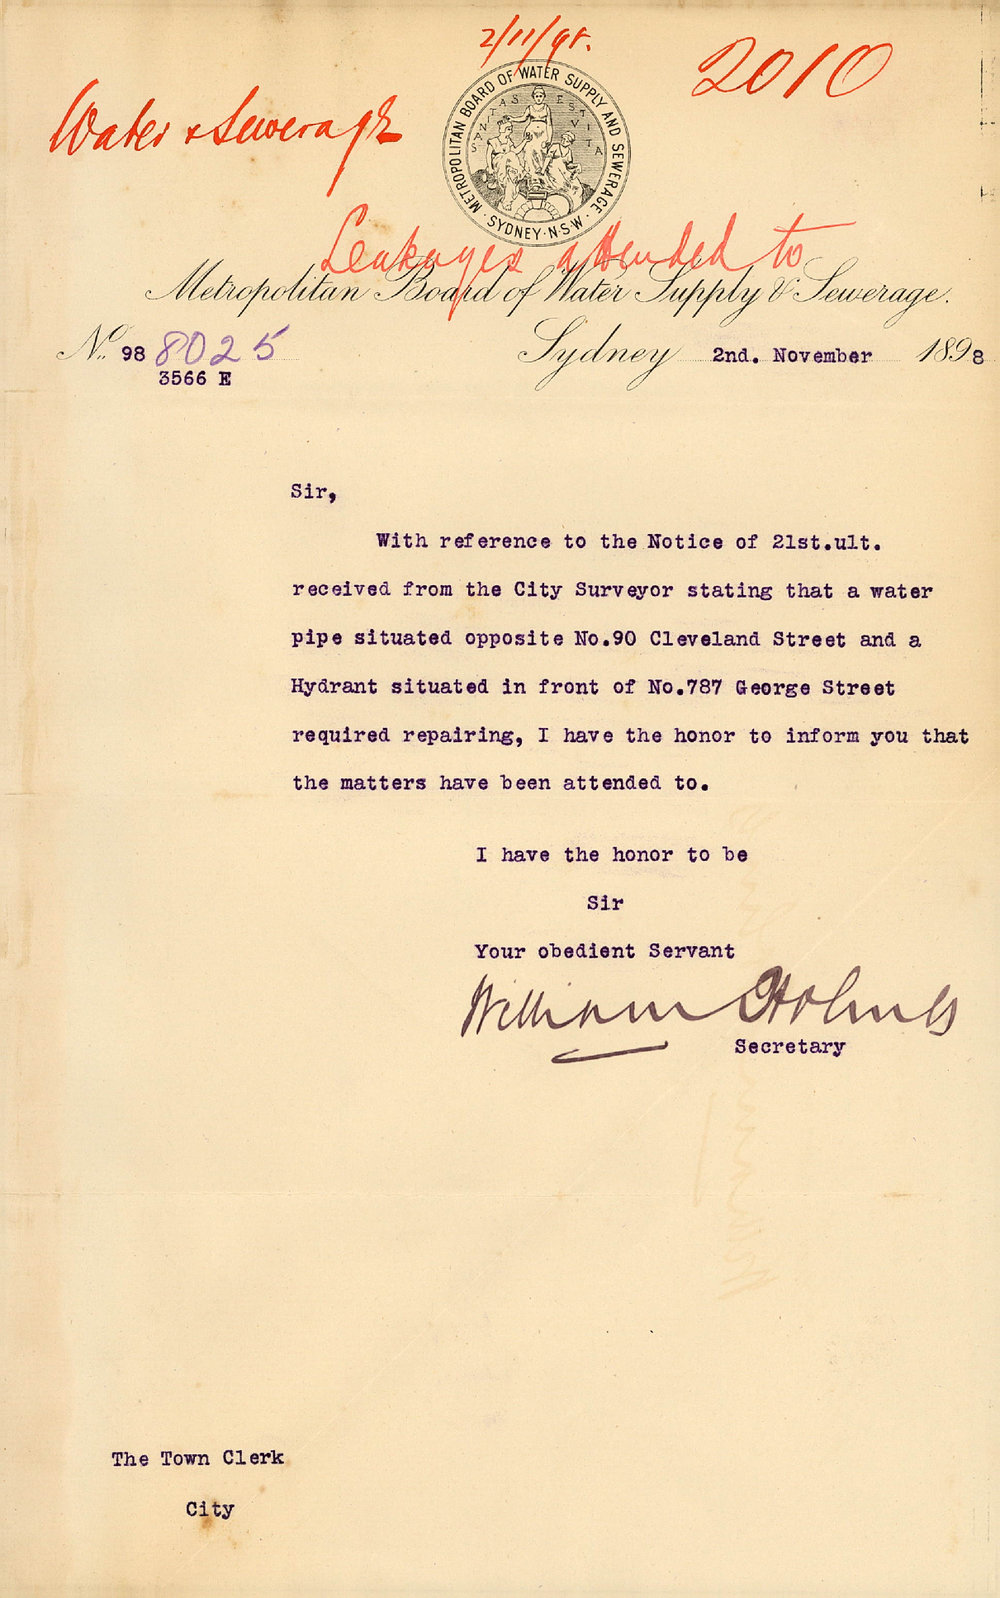 2/11/98.
2010
Water & Sewerage
METROPOLITAN BOARD OF WATER SUPPLY AND SEWERAGE.
SANITAS EST VITA
· SYDNEY · N·S·W ·
Leakages attended to
Metropolitan Board of Water Supply & Sewerage.
No. 98 8025
3566 E
Sydney 2nd. November 1898
Sir,
With reference to the Notice of 21st.ult.
received from the City Surveyor stating that a water
pipe situated opposite No.90 Cleveland Street and a
Hydrant situated in front of No.787 George Street
required repairing, I have the honor to inform you that
the matters have been attended to.
I have the honor to be
Sir
Your obedient Servant
William Holmes
Secretary
The Town Clerk
City